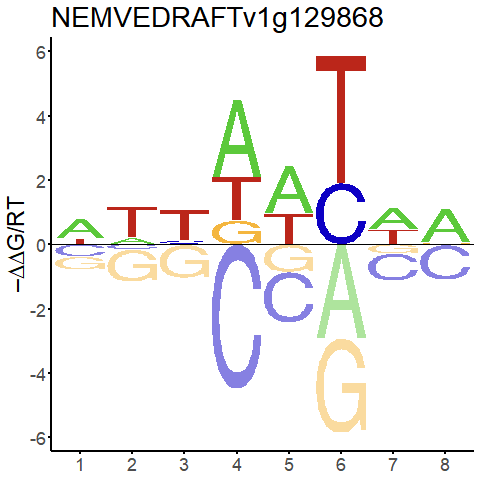 NEMVEDRAFTv1g129868
−ΔΔG/RT
6
4
2
0
-2
-4
-6
A T C G
T A C G
T G
A T G C
A T G C
T C A G
A T G C
A C
1 2 3 4 5 6 7 8